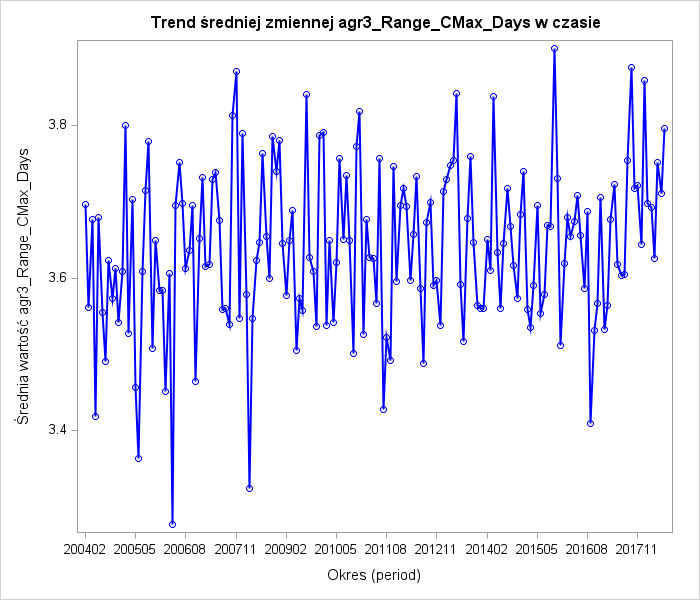 Trend średniej zmiennej agr3_Range_CMax_Days w czasie
Średnia wartość agr3_Range_CMax_Days
3.8
3.6
3.4
200402 200505 200608 200711 200902 201005 201108 201211 201402 201505 201608 201711
Okres (period)